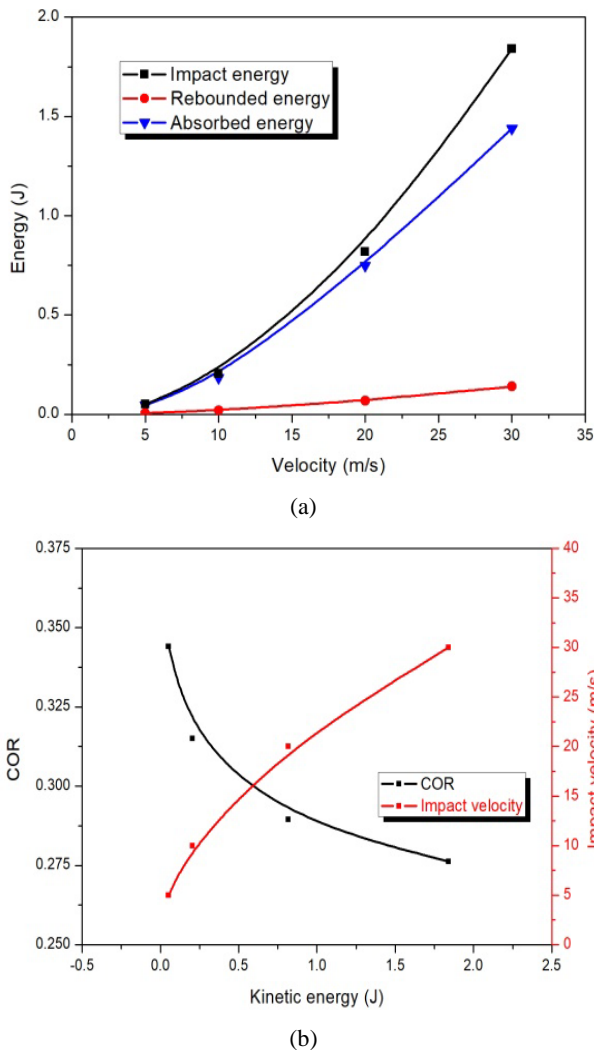 2.0
1.5
1.0
0.5
0.0
Energy (J)
Impact energy
Rebounded energy
Absorbed energy
0 5 10 15 20 25 30 35
Velocity (m/s)
(a)
0.375
0.350
0.325
0.300
0.275
0.250
COR
40
35
30
25
20
15
10
5
0
Impact velocity (m/s)
COR
Impact velocity
-0.5 0.0 0.5 1.0 1.5 2.0 2.5
Kinetic energy (J)
(b)